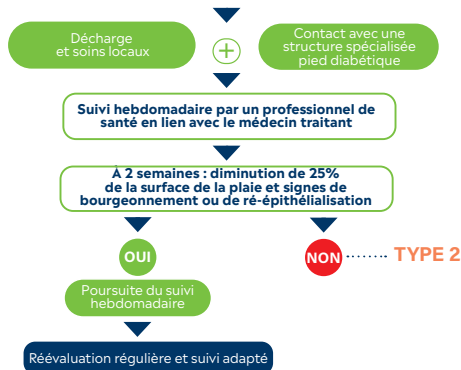 Décharge
et soins locaux
+
Contact avec une
structure spécialisée
pied diabétique
Suivi hebdomadaire par un professionnel de
santé en lien avec le médecin traitant
À 2 semaines : diminution de 25%
de la surface de la plaie et signes de
bourgeonnement ou de ré-épithélialisation
OUI
NON ....... TYPE 2
Poursuite du suivi
hebdomadaire
Réévaluation régulière et suivi adapté